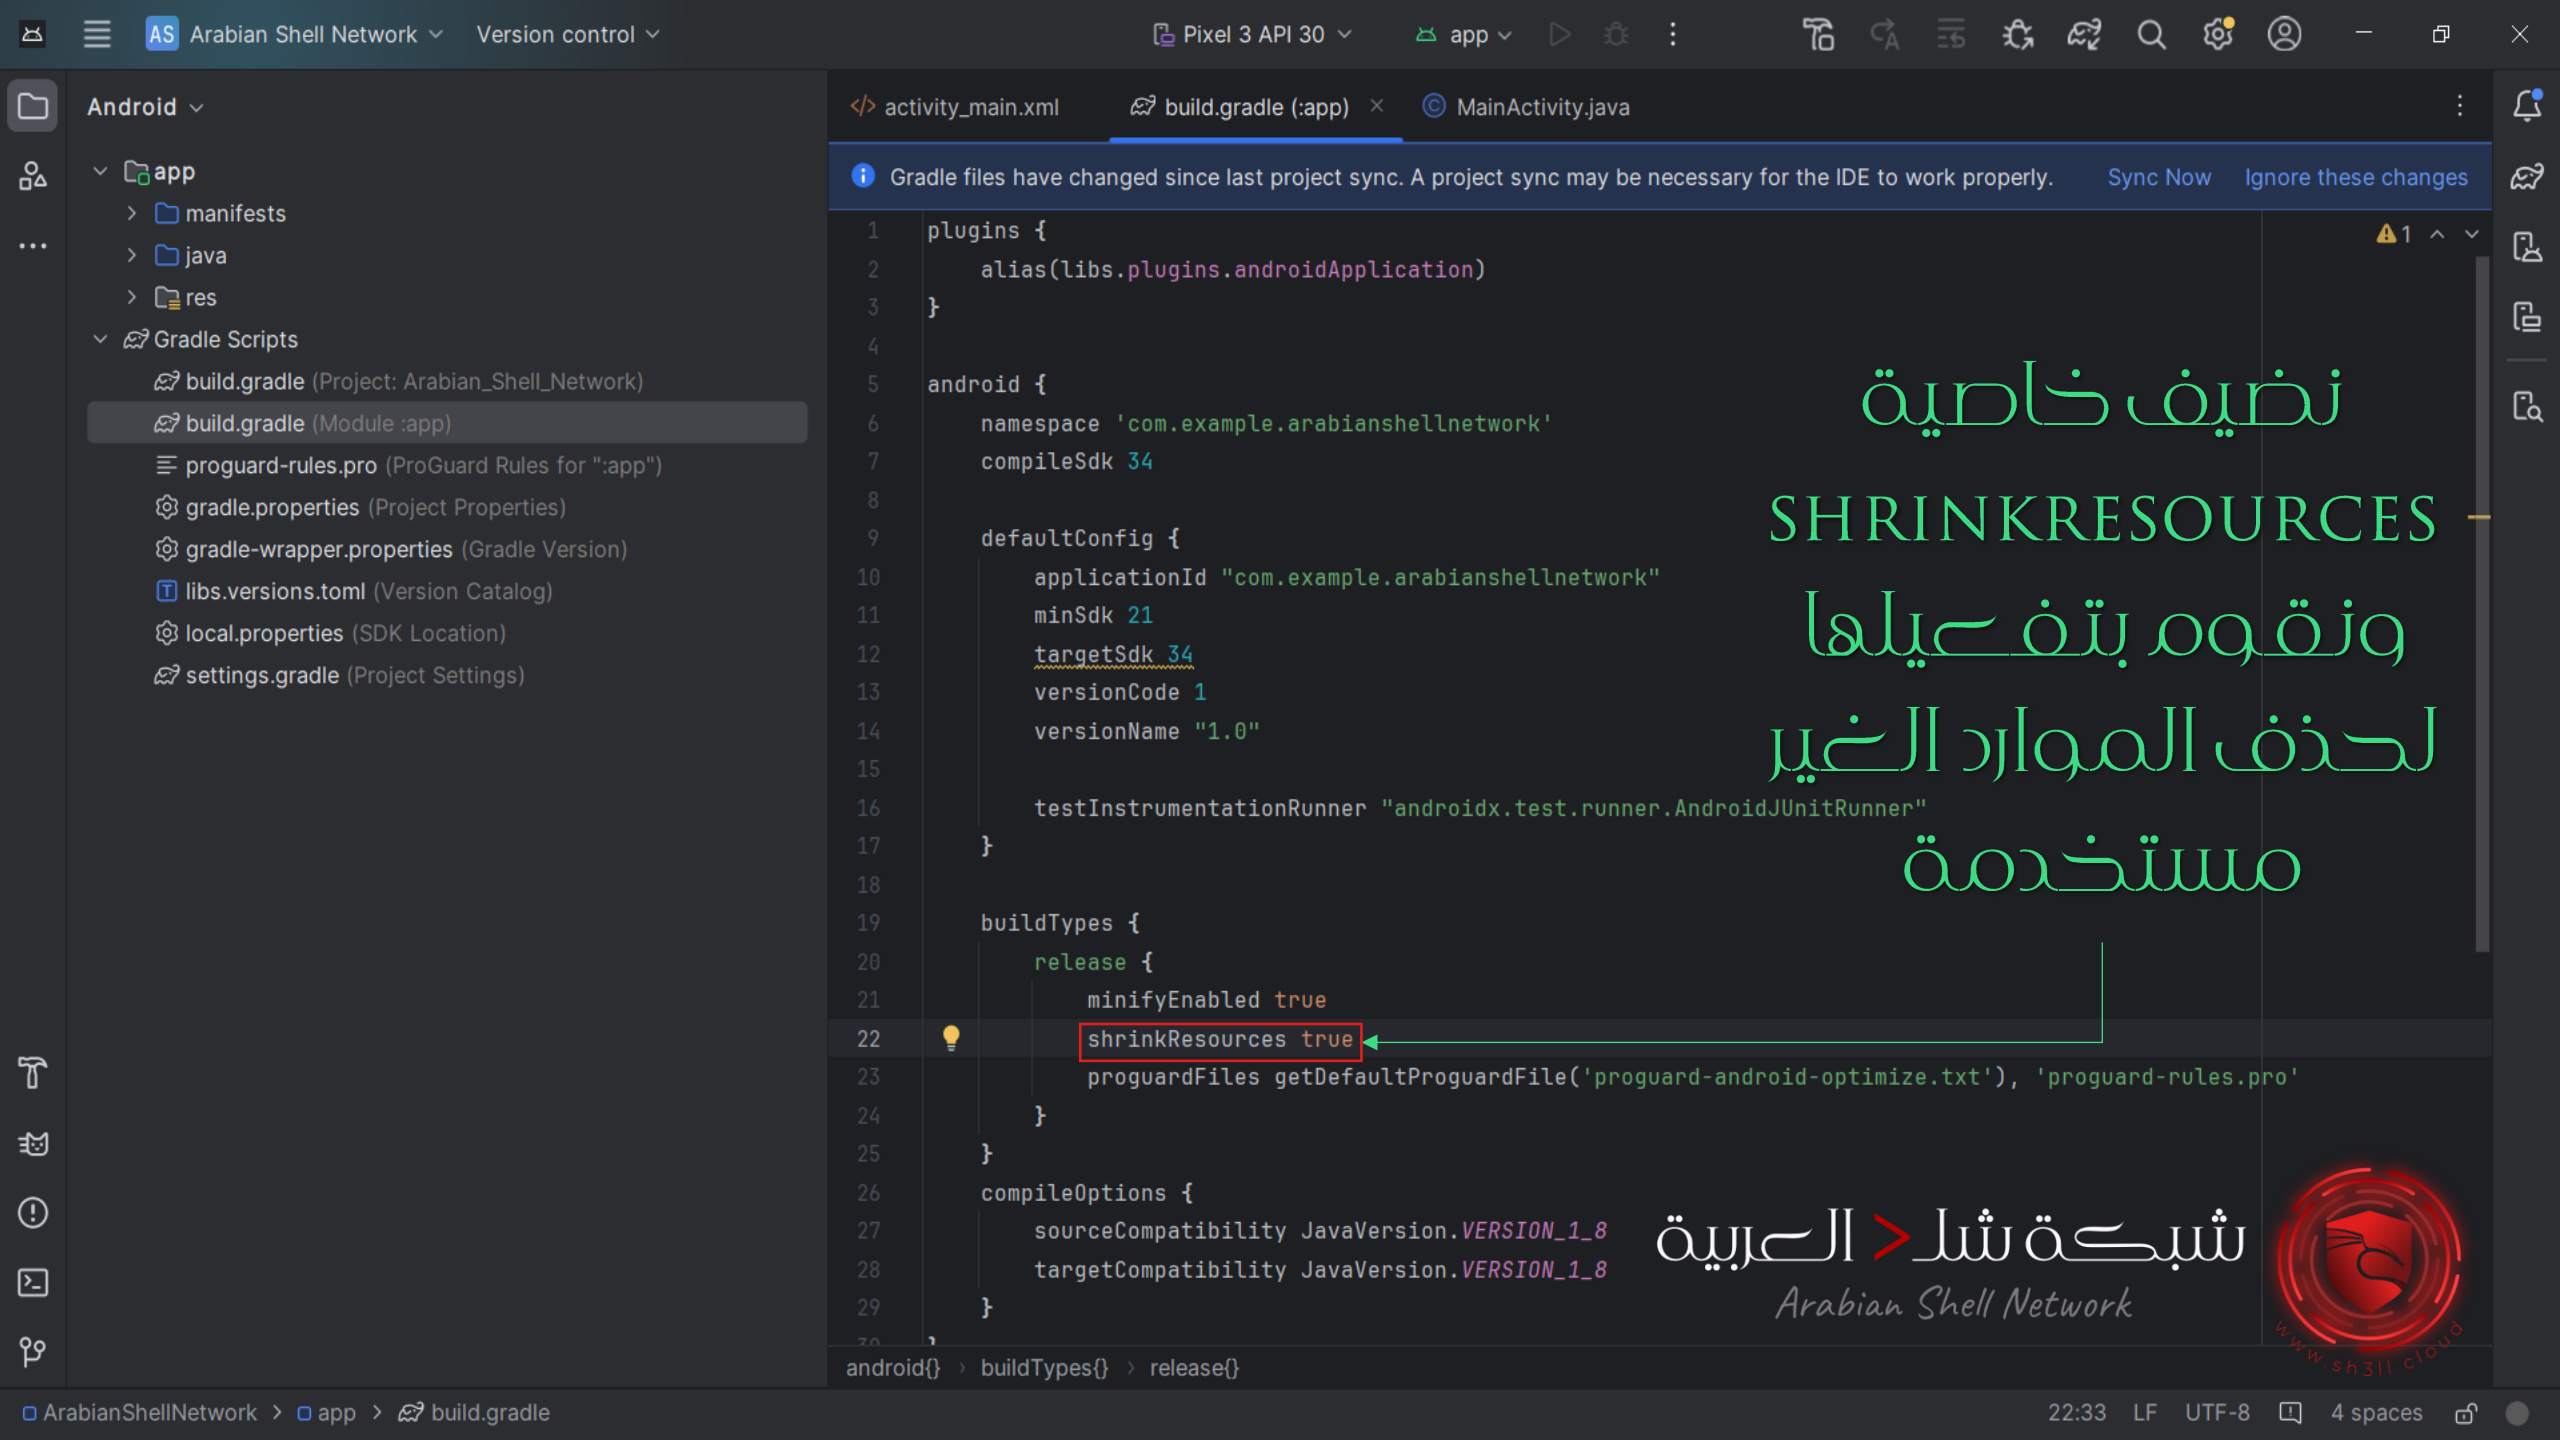 AS Arabian Shell Network Version control Pixel 3 API 30 app
Android
app
manifests
java
res
Gradle Scripts
build.gradle (Project: Arabian_Shell_Network)
build.gradle (Module :app)
proguard-rules.pro (ProGuard Rules for ":app")
gradle.properties (Project Properties)
gradle-wrapper.properties (Gradle Version)
libs.versions.toml (Version Catalog)
local.properties (SDK Location)
settings.gradle (Project Settings)
activity_main.xml build.gradle (:app) MainActivity.java
Gradle files have changed since last project sync. A project sync may be necessary for the IDE to work properly. Sync Now Ignore these changes
1 plugins {
2 alias(libs.plugins.androidApplication)
3 }
4
5 android {
6 namespace 'com.example.arabianshellnetwork'
7 compileSdk 34
8
9 defaultConfig {
10 applicationId "com.example.arabianshellnetwork"
11 minSdk 21
12 targetSdk 34
13 versionCode 1
14 versionName "1.0"
15
16 testInstrumentationRunner "androidx.test.runner.AndroidJUnitRunner"
17 }
18
19 buildTypes {
20 release {
21 minifyEnabled true
22 shrinkResources true
23 proguardFiles getDefaultProguardFile('proguard-android-optimize.txt'), 'proguard-rules.pro'
24 }
25 }
26 compileOptions {
27 sourceCompatibility JavaVersion.VERSION_1_8
28 targetCompatibility JavaVersion.VERSION_1_8
29 }
30 }
1
نضيف خاصية
SHRINKRESOURCES
ونقوم بتفعيلها
لحذف الموارد الغير
مستخدمة
شبكة شل< العربية
Arabian Shell Network
www.sh3ll.cloud
android{} › buildTypes{} › release{}
ArabianShellNetwork > app > build.gradle 22:33 LF UTF-8 4 spaces